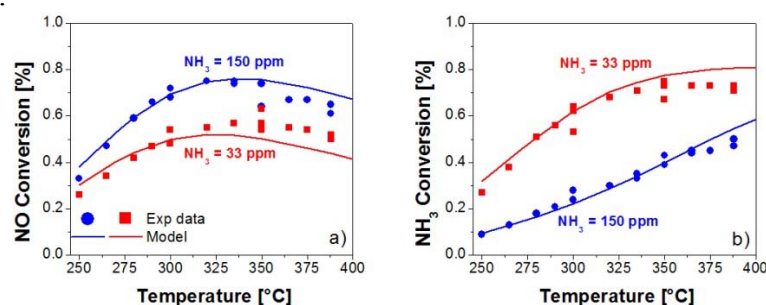 .
NO Conversion [%]
1.0
0.8
0.6
0.4
0.2
0.0
NH3 = 150 ppm
NH3 = 33 ppm
Exp data
Model
a)
250 275 300 325 350 375 400
Temperature [°C]
NH3 Conversion [%]
1.0
0.8
0.6
0.4
0.2
0.0
NH3 = 33 ppm
NH3 = 150 ppm
b)
250 275 300 325 350 375 400
Temperature [°C]